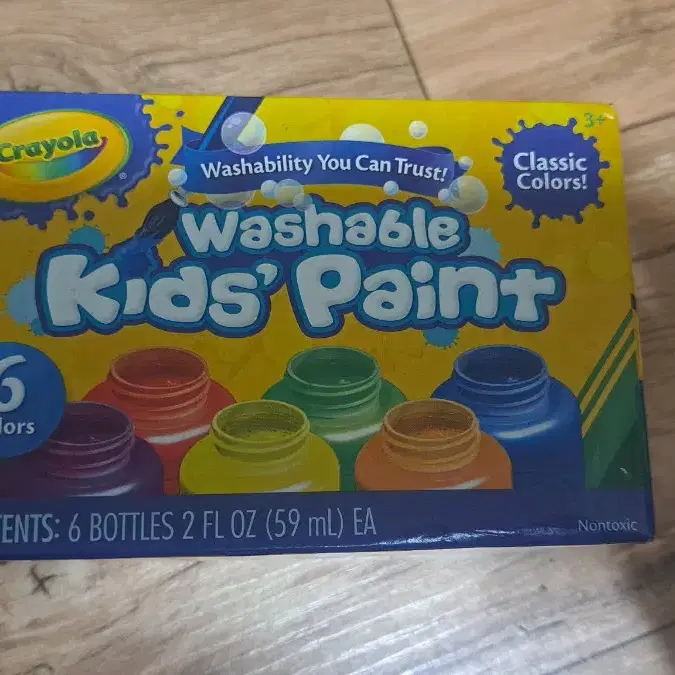 Crayola
®
3+
Washability You Can Trust!
Classic
Colors!
Washable
Kids' Paint
6
lors
TENTS: 6 BOTTLES 2 FL OZ (59 mL) EA
Nontoxic